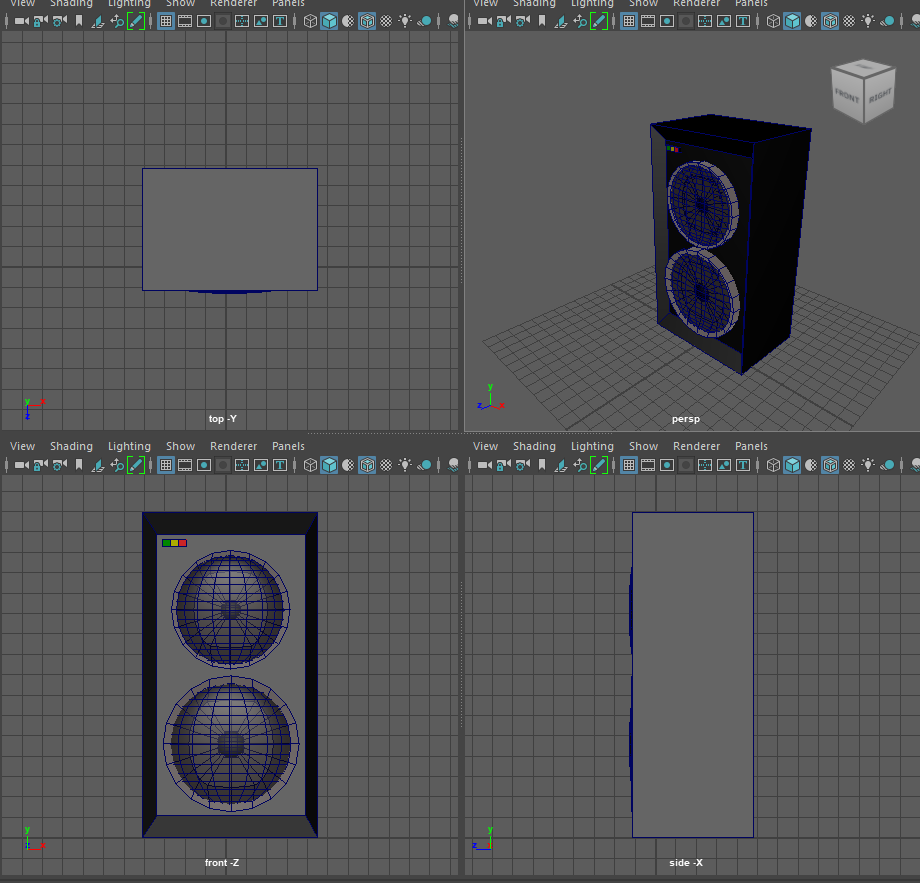 View Shading Lighting Show Renderer Panels
View Shading Lighting Show Renderer Panels
FRONT RIGHT
y x z
top -Y
y z x
persp
View Shading Lighting Show Renderer Panels
View Shading Lighting Show Renderer Panels
y z x
front -Z
y z
side -X